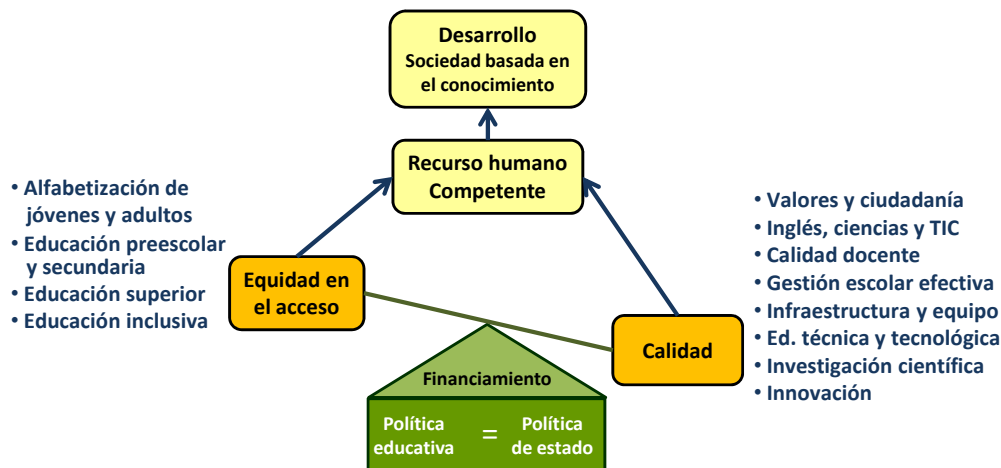 Desarrollo
Sociedad basada en
el conocimiento
Recurso humano
Competente
• Alfabetización de
jóvenes y adultos
• Educación preescolar
y secundaria
• Educación superior
• Educación inclusiva
Equidad en
el acceso
Calidad
• Valores y ciudadanía
• Inglés, ciencias y TIC
• Calidad docente
• Gestión escolar efectiva
• Infraestructura y equipo
• Ed. técnica y tecnológica
• Investigación científica
• Innovación
Financiamiento
Política
educativa
=
Política
de estado